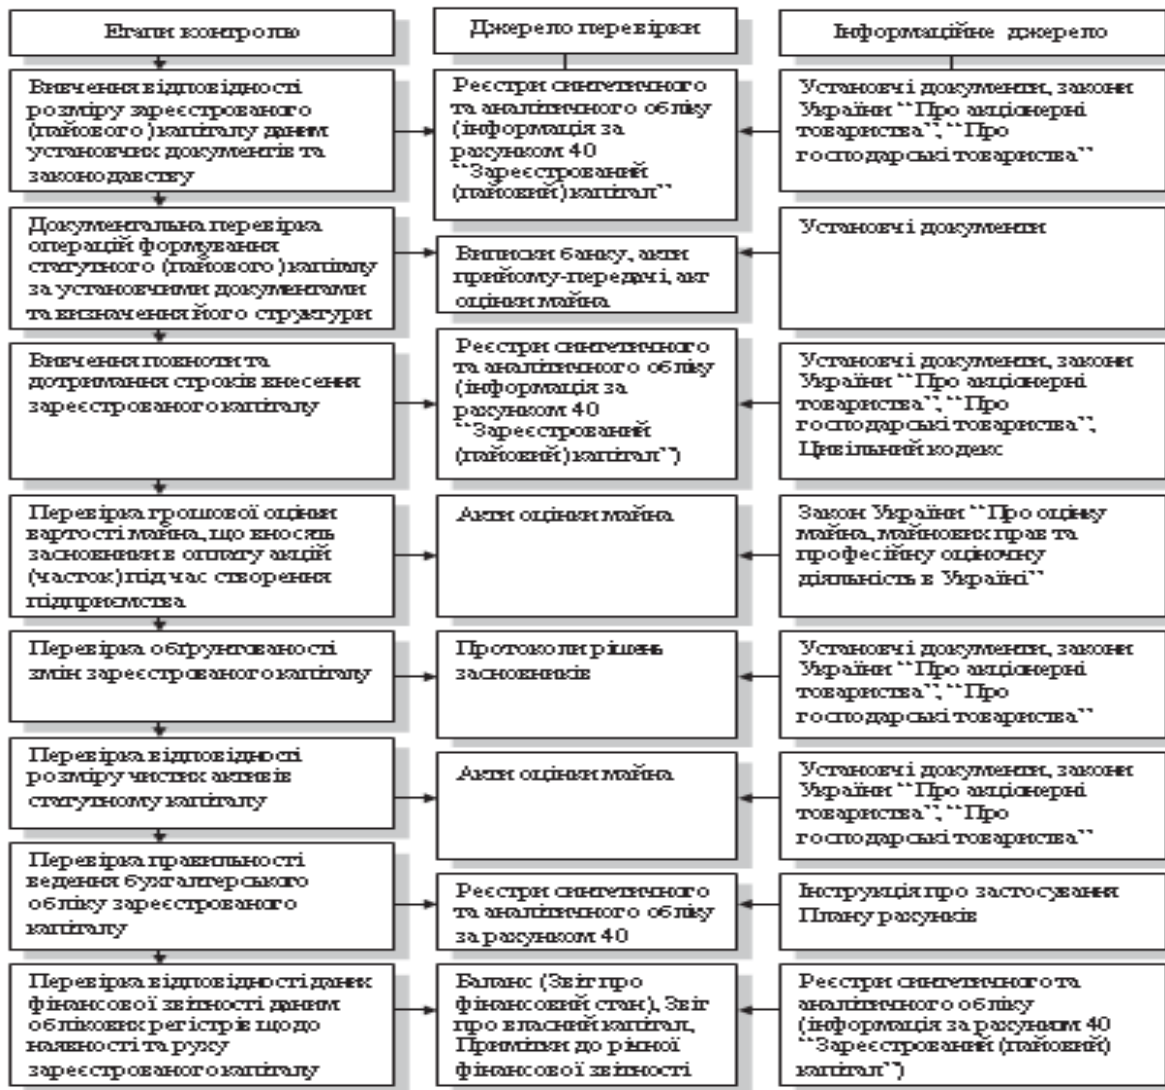 Етапи контролю
Джерело перевірки
Інформаційне джерело
Вивчення відповідності
розміру зареєстрованого
(пайового) капіталу даним
установчих документів та
законодавству
Реєстри синтетичного
та аналітичного обліку
(інформація за
рахунком 40
“Зареєстрований
(пайовий) капітал”
Установчі документи, закони
України “Про акціонерні
товариства”, “Про
господарські товариства”
Документальна перевірка
операцій формування
статутного (пайового) капіталу
за установчими документами
та визначення його структури
Виписки банку, акти
прийому-передачі, акт
оцінки майна
Установчі документи
Вивчення повноти та
дотримання строків внесення
зареєстрованого капіталу
Реєстри синтетичного
та аналітичного обліку
(інформація за
рахунком 40
“Зареєстрований
(пайовий) капітал”)
Установчі документи, закони
України “Про акціонерні
товариства”, “Про
господарські товариства”,
Цивільний кодекс
Перевірка грошової оцінки
вартості майна, що вносять
засновники в оплату акцій
(часток) під час створення
підприємства
Акти оцінки майна
Закон України “Про оцінку
майна, майнових прав та
професійну оціночну
діяльність в Україні”
Перевірка обґрунтованості
змін зареєстрованого капіталу
Протоколи рішень
засновників
Установчі документи, закони
України “Про акціонерні
товариства”, “Про
господарські товариства”
Перевірка відповідності
розміру чистих активів
статутному капіталу
Акти оцінки майна
Установчі документи, закони
України “Про акціонерні
товариства”, “Про
господарські товариства”
Перевірка правильності
ведення бухгалтерського
обліку зареєстрованого
капіталу
Реєстри синтетичного
та аналітичного обліку
за рахунком 40
Інструкція про застосування
Плану рахунків
Перевірка відповідності даних
фінансової звітності даним
облікових регістрів щодо
наявності та руху
зареєстрованого капіталу
Баланс (Звіт про
фінансовий стан), Звіт
про власний капітал,
Примітки до річної
фінансової звітності
Реєстри синтетичного та
аналітичного обліку
(інформація за рахунком 40
“Зареєстрований (пайовий)
капітал”)